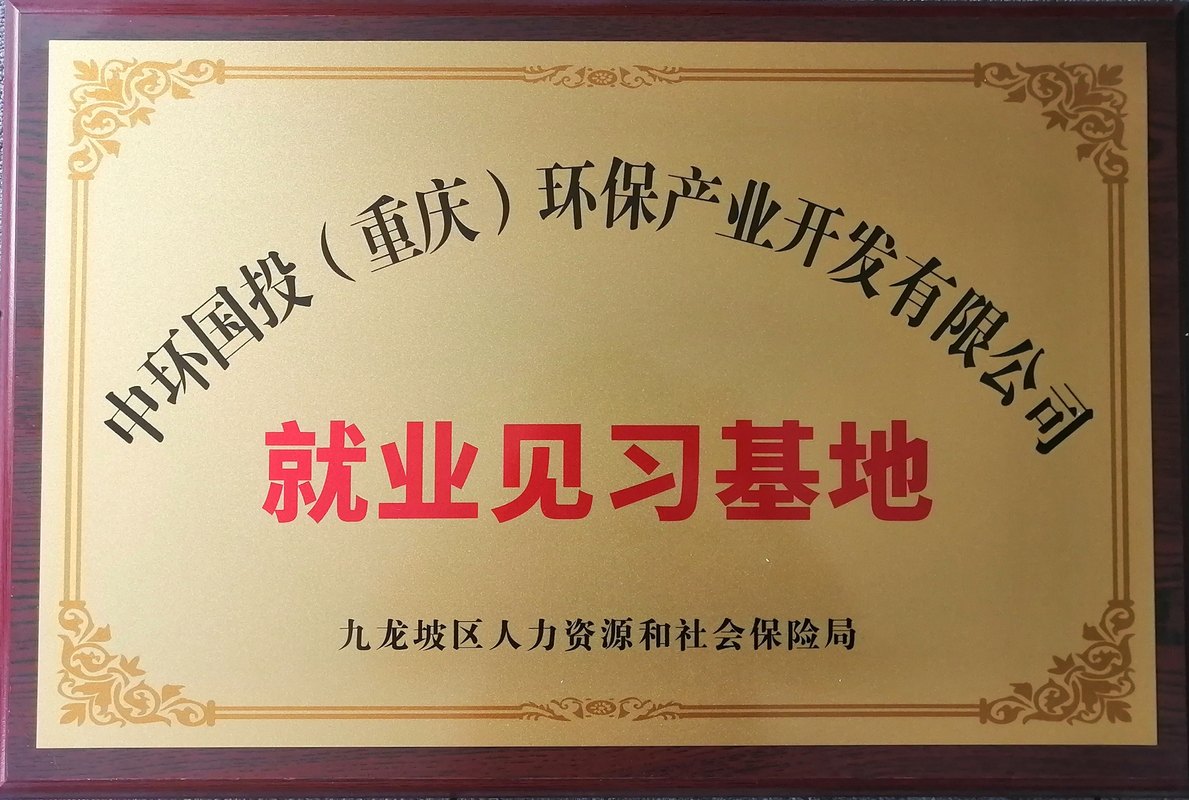 中环国投（重庆）环保产业开发有限公司
就业见习基地
九龙坡区人力资源和社会保险局